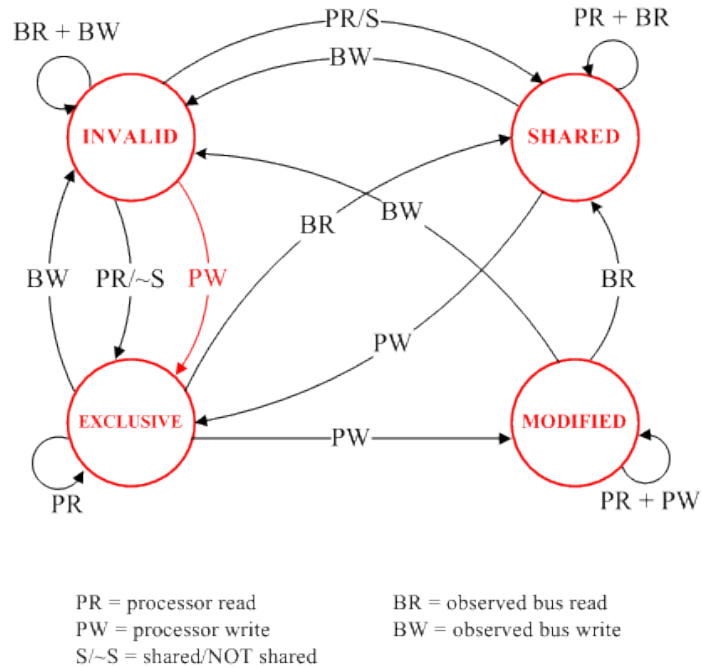 PR/S
BR + BW
PR + BR
BW
INVALID
SHARED
BW
BR
BW
PR/~S
PW
BR
PW
EXCLUSIVE
MODIFIED
PW
PR
PR + PW
PR = processor read
BR = observed bus read
PW = processor write
BW = observed bus write
S/~S = shared/NOT shared